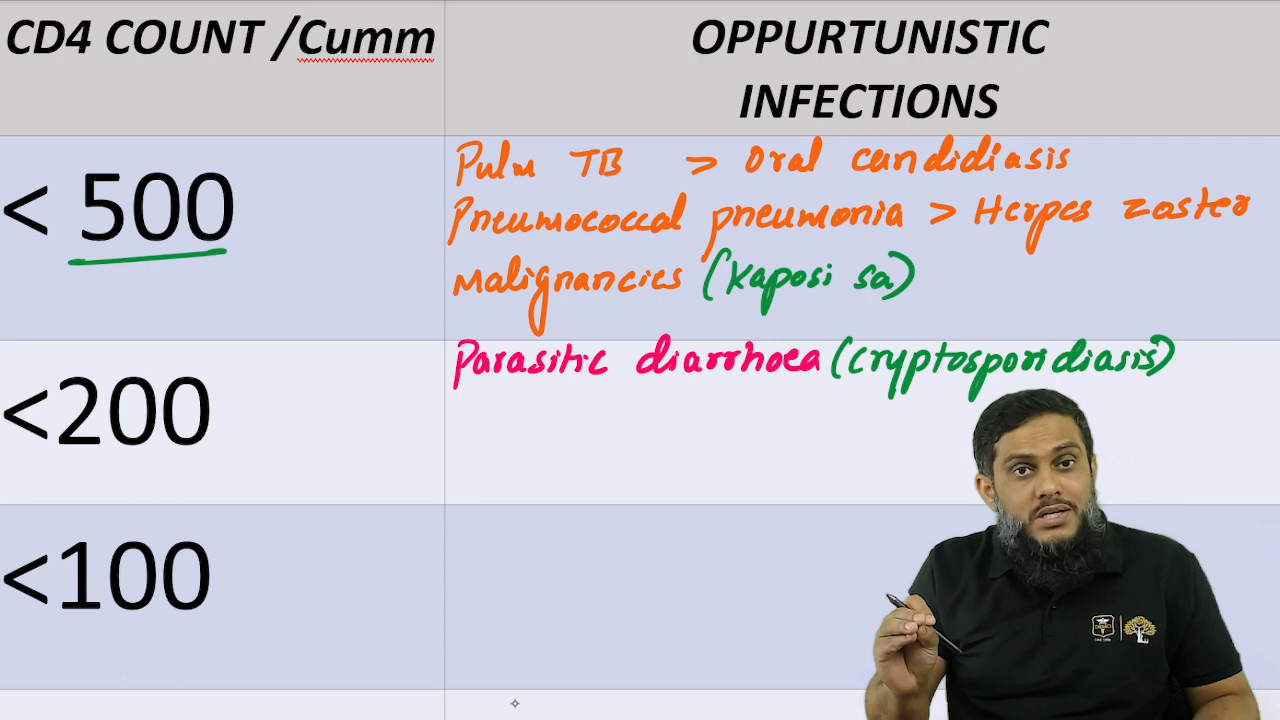 CD4 COUNT /Cumm
OPPURTUNISTIC
INFECTIONS
< 500
Pulm TB > Oral candidiasis
Pneumococcal pneumonia > Herpes zoster
Malignancies (Kaposi sa)
<200
Parasitic diarrhoea (cryptosporidiasis)
<100